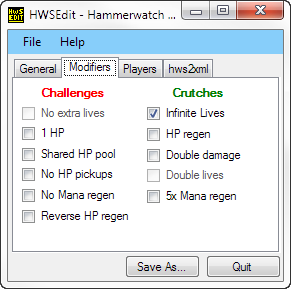 HWS
EDIT
HWSEdit - Hammerwatch ...
File Help
General Modifiers Players hws2xml
Challenges Crutches
No extra lives Infinite Lives
1 HP HP regen
Shared HP pool Double damage
No HP pickups Double lives
No Mana regen 5x Mana regen
Reverse HP regen
Save As... Quit